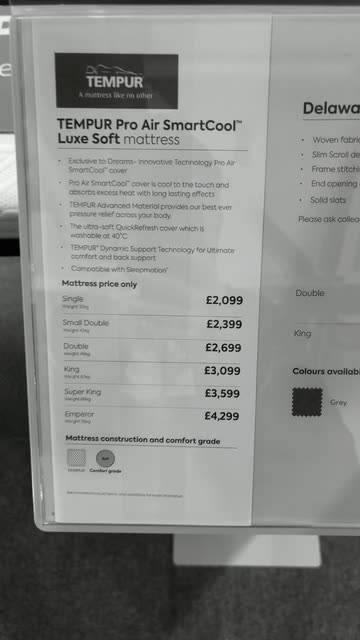 TEMPUR
A mattress like no other
TEMPUR Pro Air SmartCool™
Luxe Soft mattress
• Exclusive to Dreams- Innovative Technology Pro Air
SmartCool™ cover
• Pro Air SmartCool™ cover is cool to the touch and
absorbs excess heat with long lasting effects
• TEMPUR Advanced Material provides our best ever
pressure relief across your body.
• The ultra-soft QuickRefresh cover which is
washable at 40°C
• TEMPUR® Dynamic Support Technology for Ultimate
comfort and back support
• Compatible with Sleepmotion™
Mattress price only
Single £2,099
Small Double £2,399
Double £2,699
King £3,099
Super King £3,599
Emperor £4,299
Mattress construction and comfort grade
Soft
Comfort grade
Delawa
• Woven fabri
• Slim Scroll de
• Frame stitchi
• End opening
• Solid slats
Please ask collea
Double
King
Colours availabl
Grey